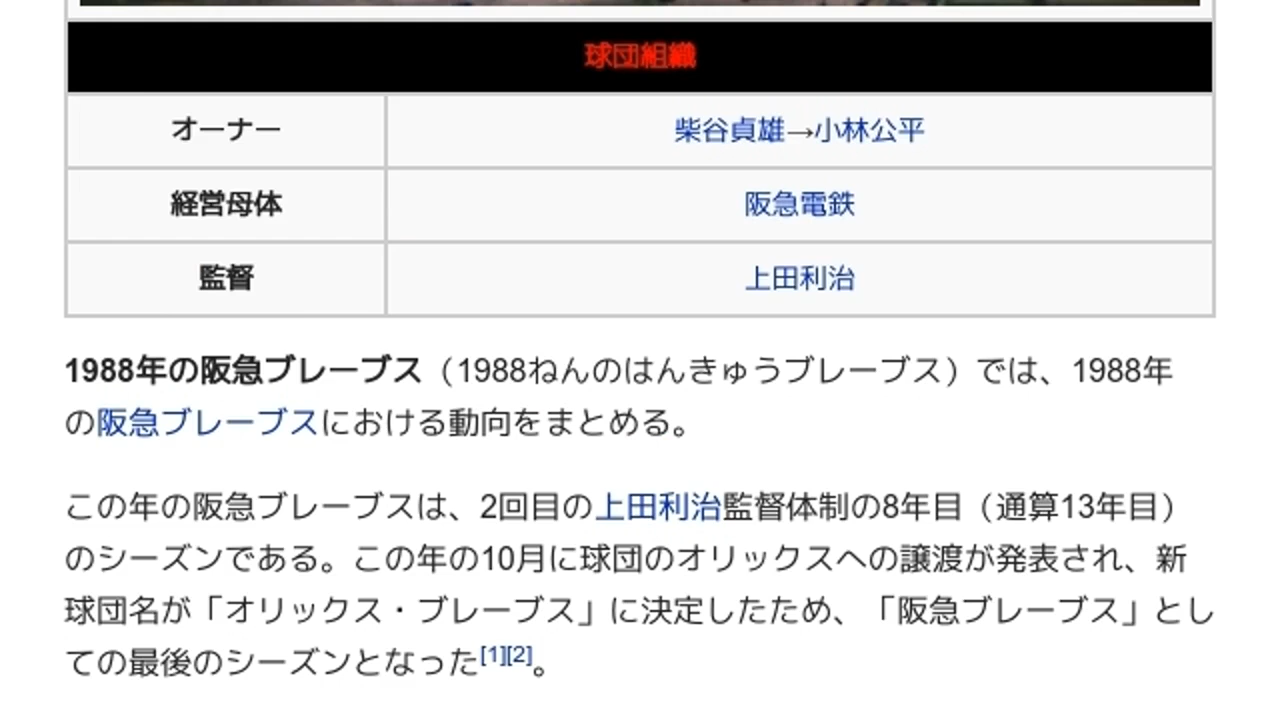 球団組織
オーナー 柴谷貞雄→小林公平
経営母体 阪急電鉄
監督 上田利治
1988年の阪急ブレーブス（1988ねんのはんきゅうブレーブス）では、1988年
の阪急ブレーブスにおける動向をまとめる。
この年の阪急ブレーブスは、2回目の上田利治監督体制の8年目（通算13年目）
のシーズンである。この年の10月に球団のオリックスへの譲渡が発表され、新
球団名が「オリックス・ブレーブス」に決定したため、「阪急ブレーブス」とし
ての最後のシーズンとなった[1][2]。